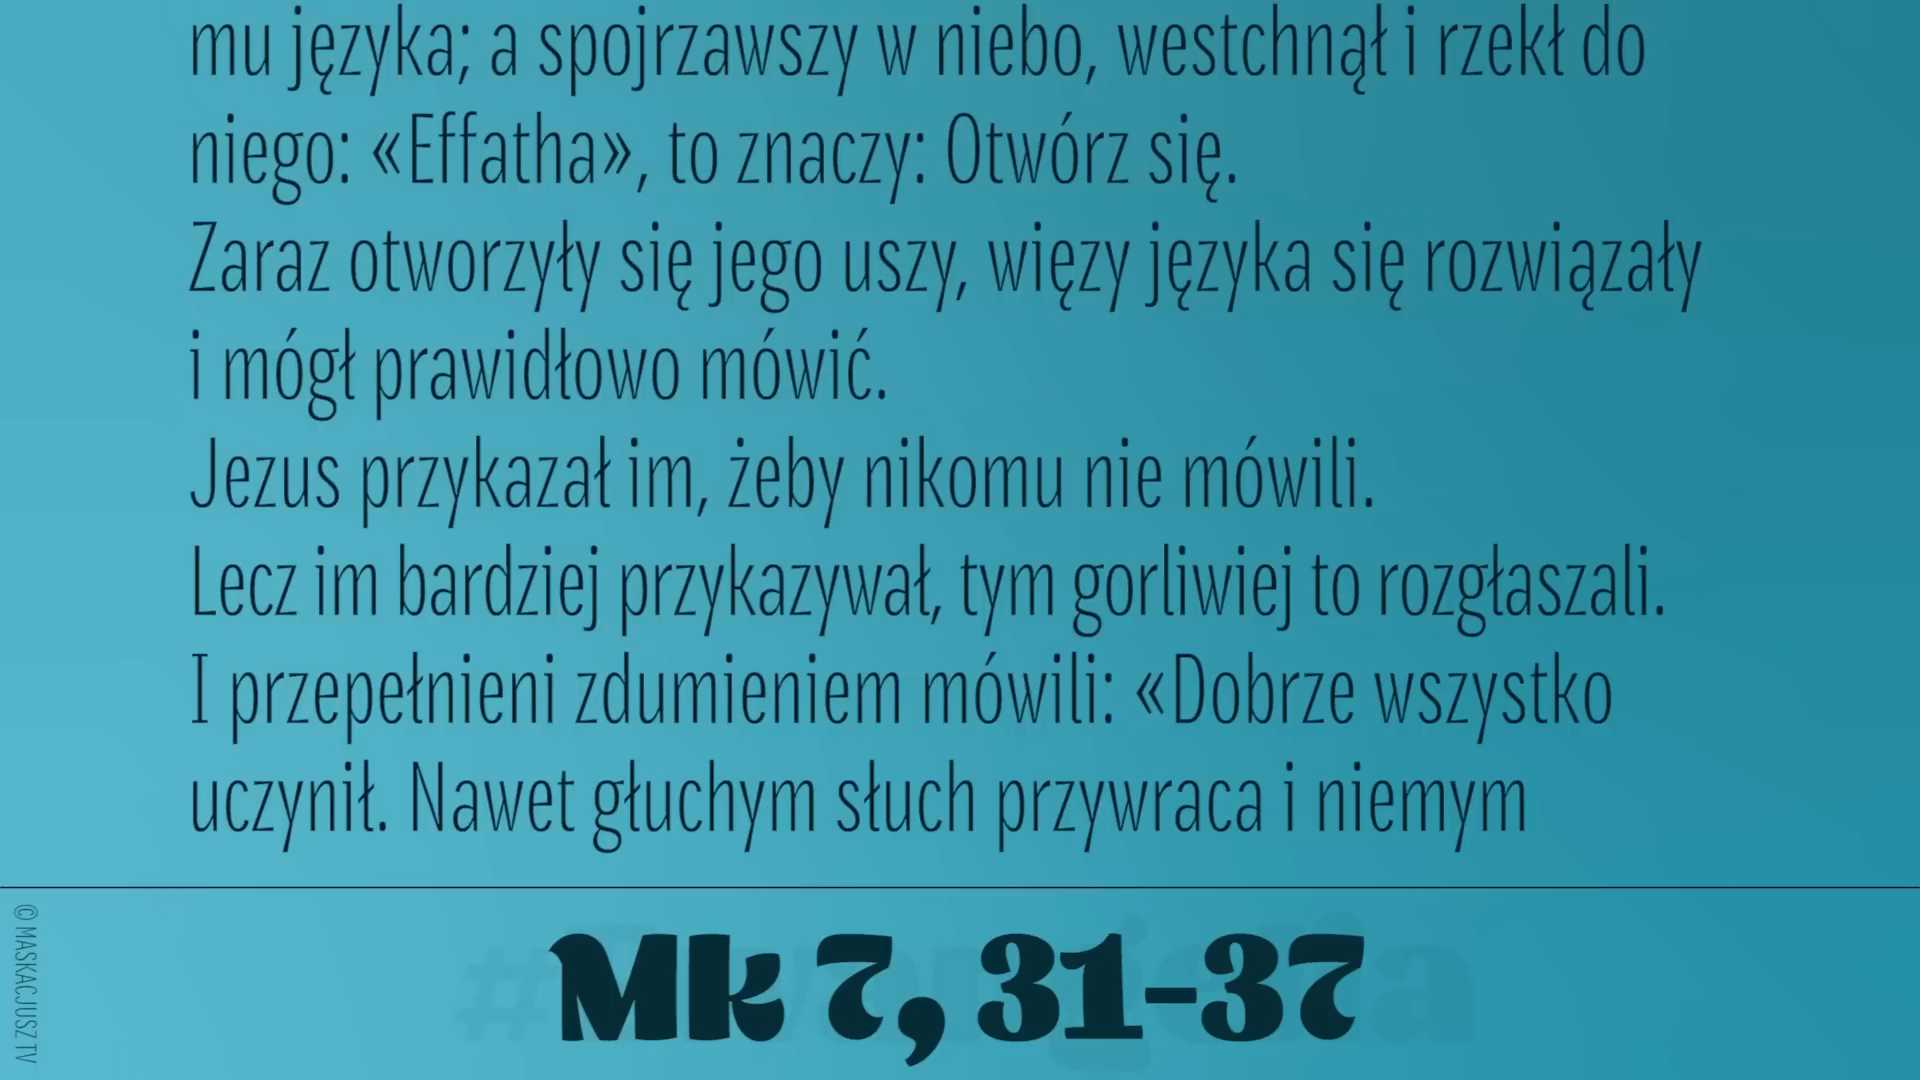 mu języka; a spojrzawszy w niebo, westchnął i rzekł do
niego: «Effatha», to znaczy: Otwórz się.
Zaraz otworzyły się jego uszy, więzy języka się rozwiązały
i mógł prawidłowo mówić.
Jezus przykazał im, żeby nikomu nie mówili.
Lecz im bardziej przykazywał, tym gorliwiej to rozgłaszali.
I przepełnieni zdumieniem mówili: «Dobrze wszystko
uczynił. Nawet głuchym słuch przywraca i niemym
Mk 7, 31-37
© MASKACJUSZ TV